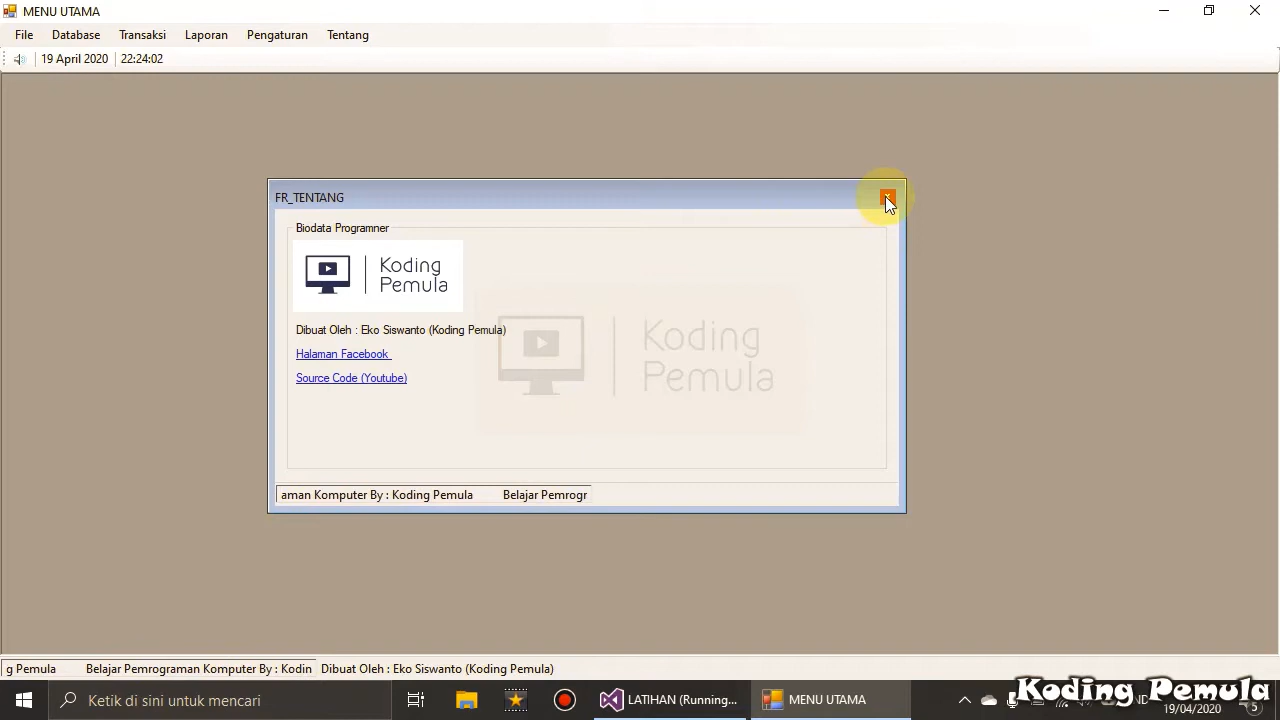 MENU UTAMA
File Database Transaksi Laporan Pengaturan Tentang
19 April 2020 22:24:02
FR_TENTANG
Biodata Programner
Koding
Pemula
Dibuat Oleh : Eko Siswanto (Koding Pemula)
Halaman Facebook
Source Code (Youtube)
Koding
Pemula
aman Komputer By : Koding Pemula Belajar Pemrogr
g Pemula Belajar Pemrograman Komputer By : Kodin Dibuat Oleh : Eko Siswanto (Koding Pemula)
Ketik di sini untuk mencari LATIHAN (Running... MENU UTAMA
Koding Pemula
19/04/2020 5